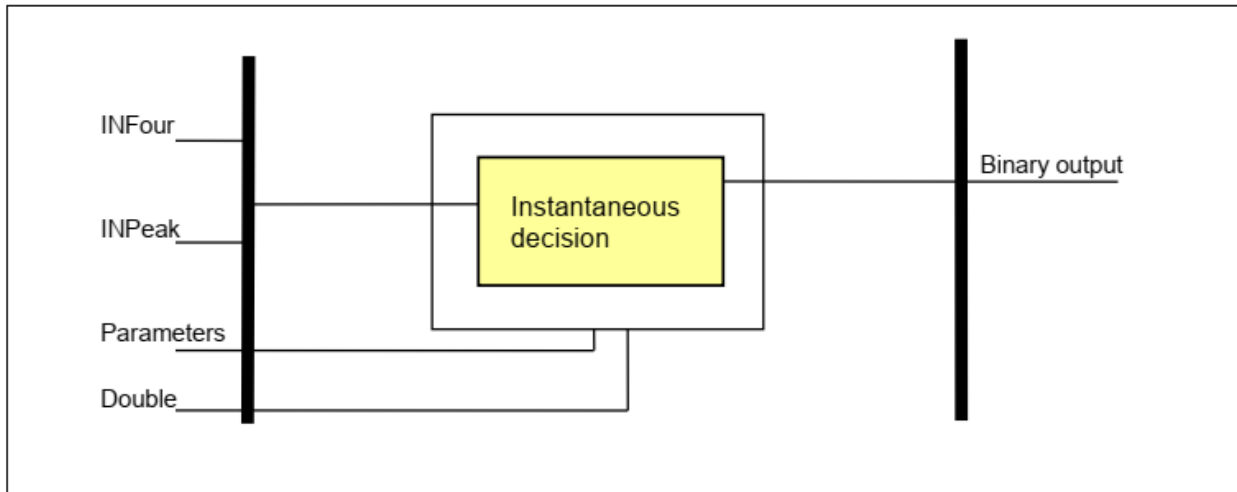 INFour
INPeak
Parameters
Double
Instantaneous
decision
Binary output